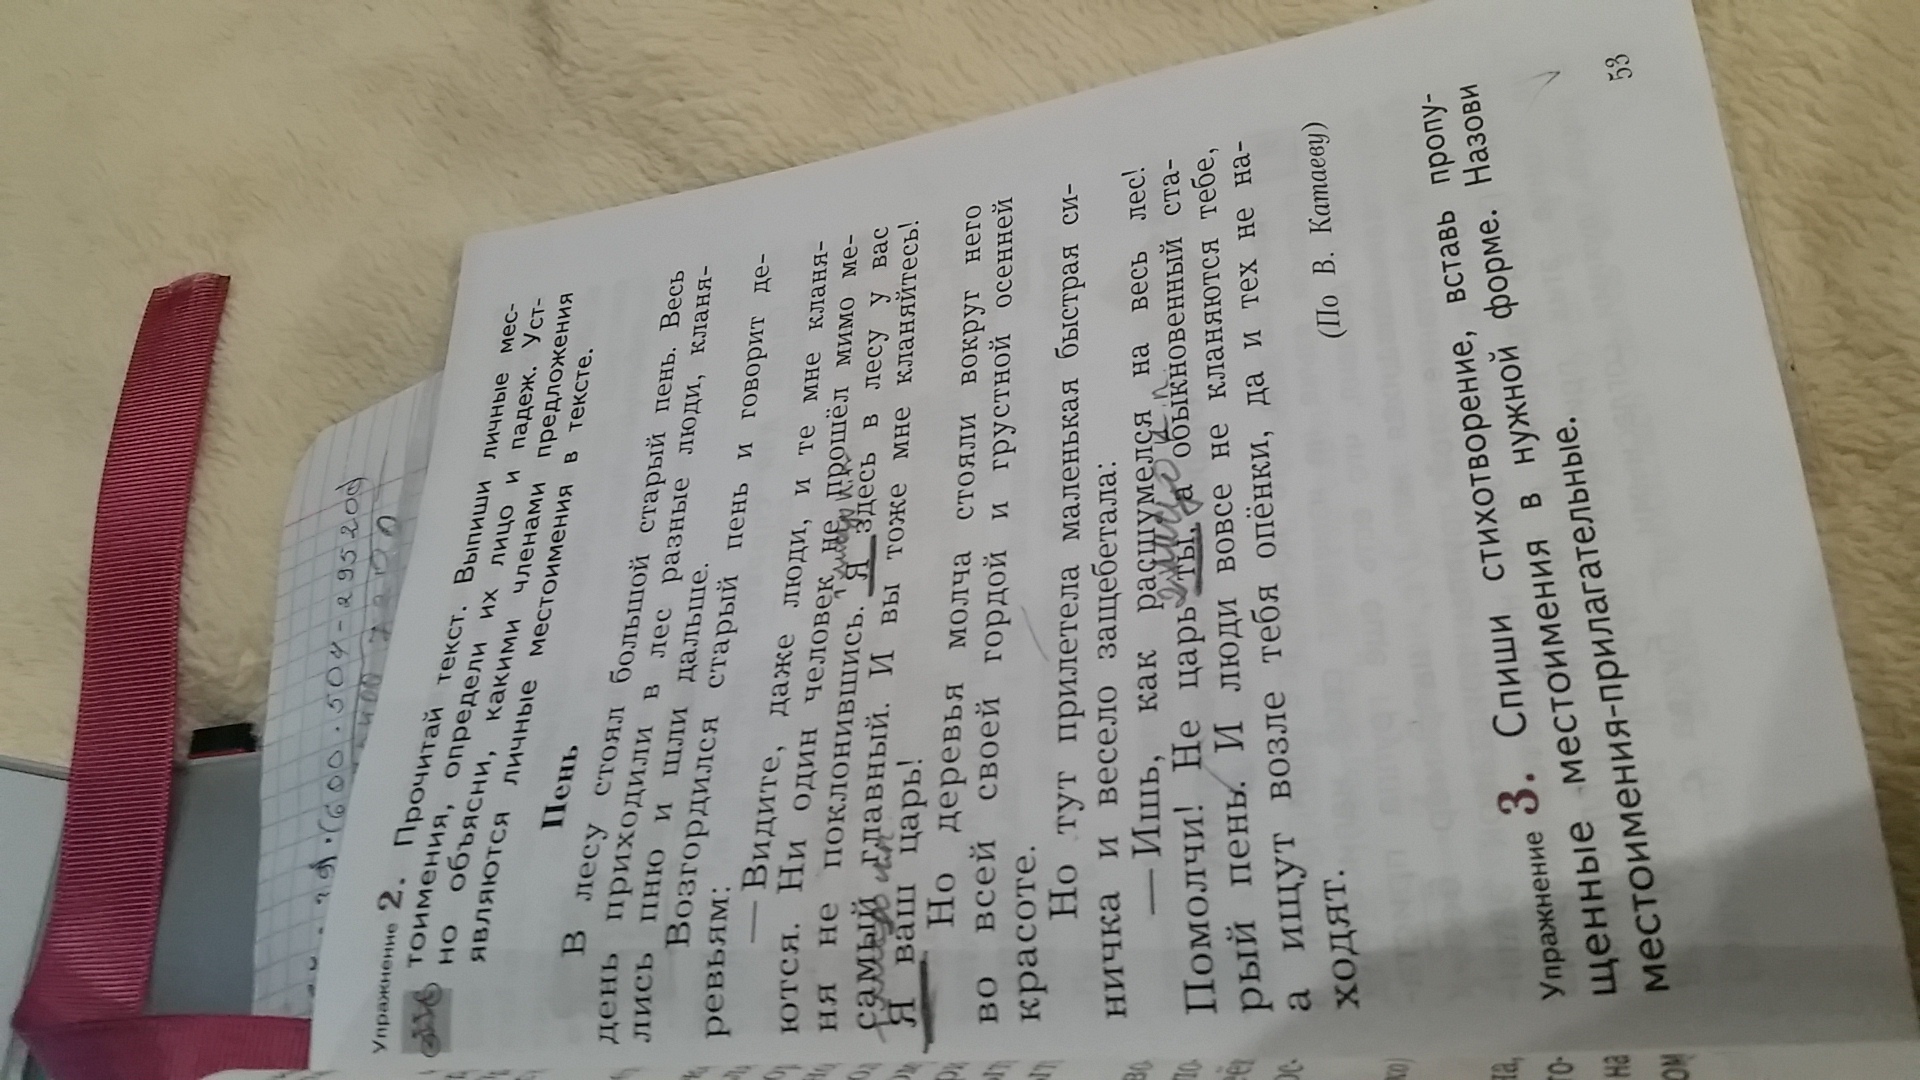 Упражнение 2. Прочитай текст. Выпиши личные мес-
тоимения, определи их лицо и падеж. Уст-
но объясни, какими членами предложения
являются личные местоимения в тексте.
Пень
В лесу стоял большой старый пень. Весь
день приходили в лес разные люди, кланя-
лись пню и шли дальше.
Возгордился старый пень и говорит де-
ревьям:
— Видите, даже люди, и те мне кланя-
ются. Ни один человек не прошёл мимо ме-
ня не поклонившись. Я здесь в лесу у вас
самый главный. И вы тоже мне кланяйтесь!
Я ваш царь!
Но деревья молча стояли вокруг него
во всей своей гордой и грустной осенней
красоте.
Но тут прилетела маленькая быстрая си-
ничка и весело защебетала:
— Ишь, как расшумелся на весь лес!
Помолчи! Не царь ты, а обыкновенный ста-
рый пень. И люди вовсе не кланяются тебе,
а ищут возле тебя опёнки, да и тех не на-
ходят.
(По В. Катаеву)
Упражнение 3. Спиши стихотворение, вставь пропу-
щенные местоимения в нужной форме. Назови
местоимения-прилагательные.
53